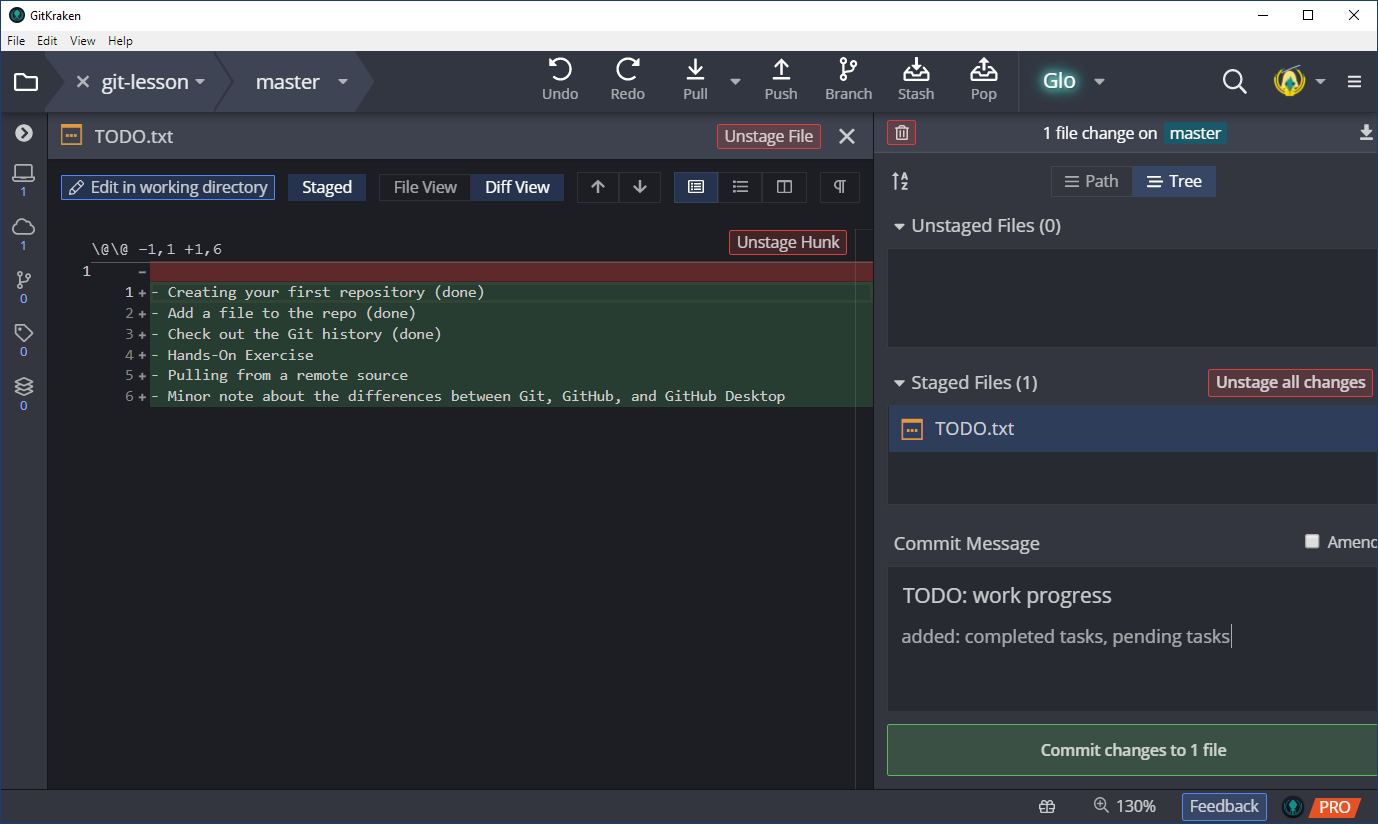 GitKraken
File Edit View Help
git-lesson master Undo Redo Pull Push Branch Stash Pop Glo
TODO.txt Unstage File
1 file change on master
Edit in working directory Staged File View Diff View
Path Tree
1
1
0
0
0
\@\@ -1,1 +1,6 Unstage Hunk
1 -
1 + - Creating your first repository (done)
2 + - Add a file to the repo (done)
3 + - Check out the Git history (done)
4 + - Hands-On Exercise
5 + - Pulling from a remote source
6 + - Minor note about the differences between Git, GitHub, and GitHub Desktop
Unstaged Files (0)
Staged Files (1) Unstage all changes
TODO.txt
Commit Message Amend
TODO: work progress
added: completed tasks, pending tasks
Commit changes to 1 file
130% Feedback PRO